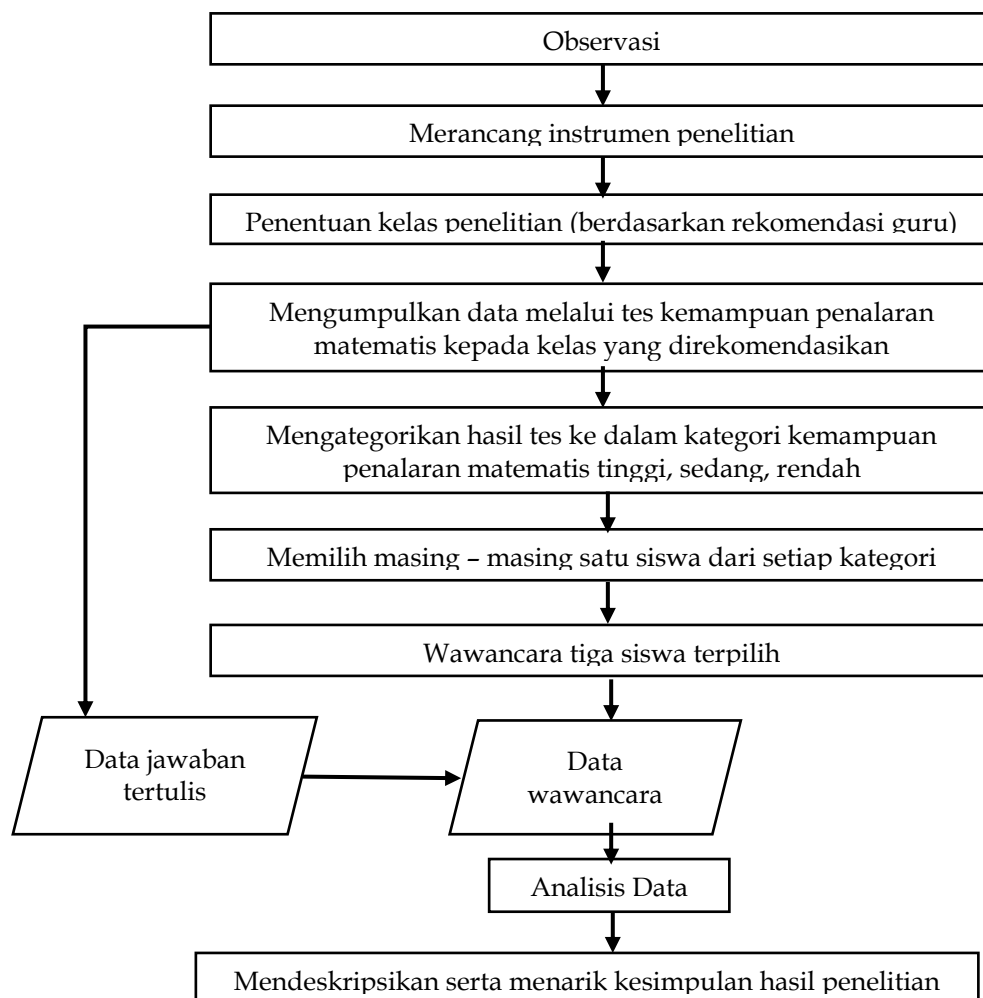 Observasi
Merancang instrumen penelitian
Penentuan kelas penelitian (berdasarkan rekomendasi guru)
Mengumpulkan data melalui tes kemampuan penalaran
matematis kepada kelas yang direkomendasikan
Mengategorikan hasil tes ke dalam kategori kemampuan
penalaran matematis tinggi, sedang, rendah
Memilih masing – masing satu siswa dari setiap kategori
Wawancara tiga siswa terpilih
Data jawaban
tertulis
Data
wawancara
Analisis Data
Mendeskripsikan serta menarik kesimpulan hasil penelitian